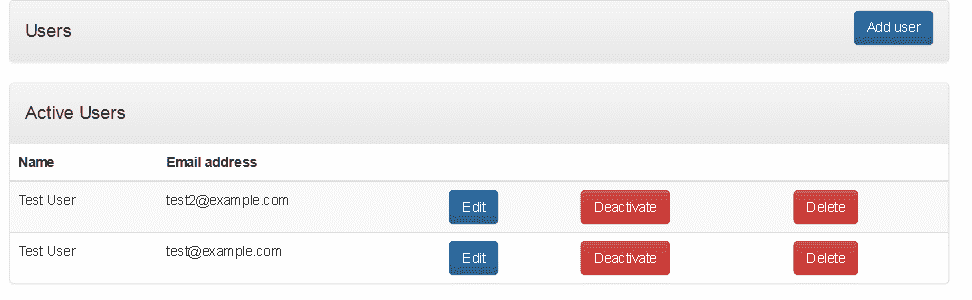 Users Add user
Active Users
Name Email address
Test User test2@example.com Edit Deactivate Delete
Test User test@example.com Edit Deactivate Delete